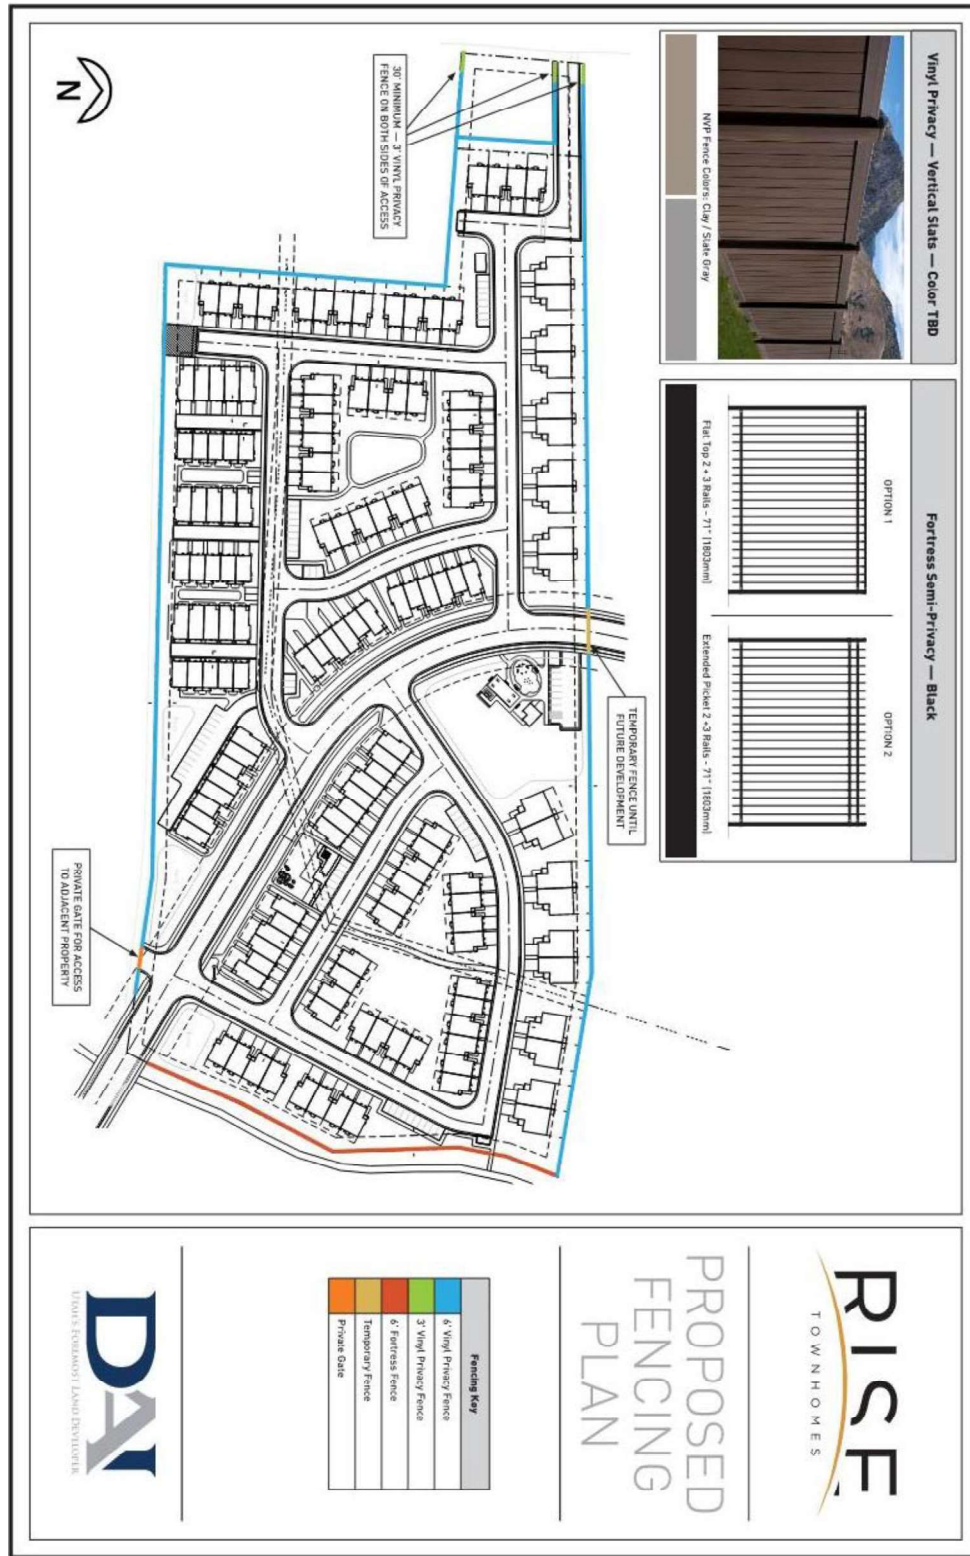 Vinyl Privacy — Vertical Slats — Color TBD
NVP Fence Colors: Clay / Slate Gray
Fortress Semi-Privacy — Black
OPTION 1
Flat Top 2 + 3 Rails - 71" (1803mm)
OPTION 2
Extended Picket 2 +3 Rails - 71" (1803mm)
30' MINIMUM — 3' VINYL PRIVACY
FENCE ON BOTH SIDES OF ACCESS
N
TEMPORARY FENCE UNTIL
FUTURE DEVELOPMENT
PRIVATE GATE FOR ACCESS
TO ADJACENT PROPERTY
RISE
TOWNHOMES
PROPOSED
FENCING
PLAN
Fencing Key
6' Vinyl Privacy Fence
3' Vinyl Privacy Fence
6' Fortress Fence
Temporary Fence
Private Gate
DAI
UTAH'S FOREMOST LAND DEVELOPER